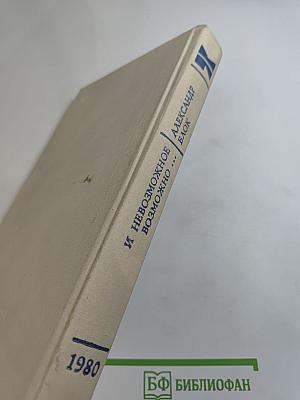 АЛЕКСАНДР
БЛОК
И НЕВОЗМОЖНОЕ
ВОЗМОЖНО ...
1980
БФ БИБЛИОФАН